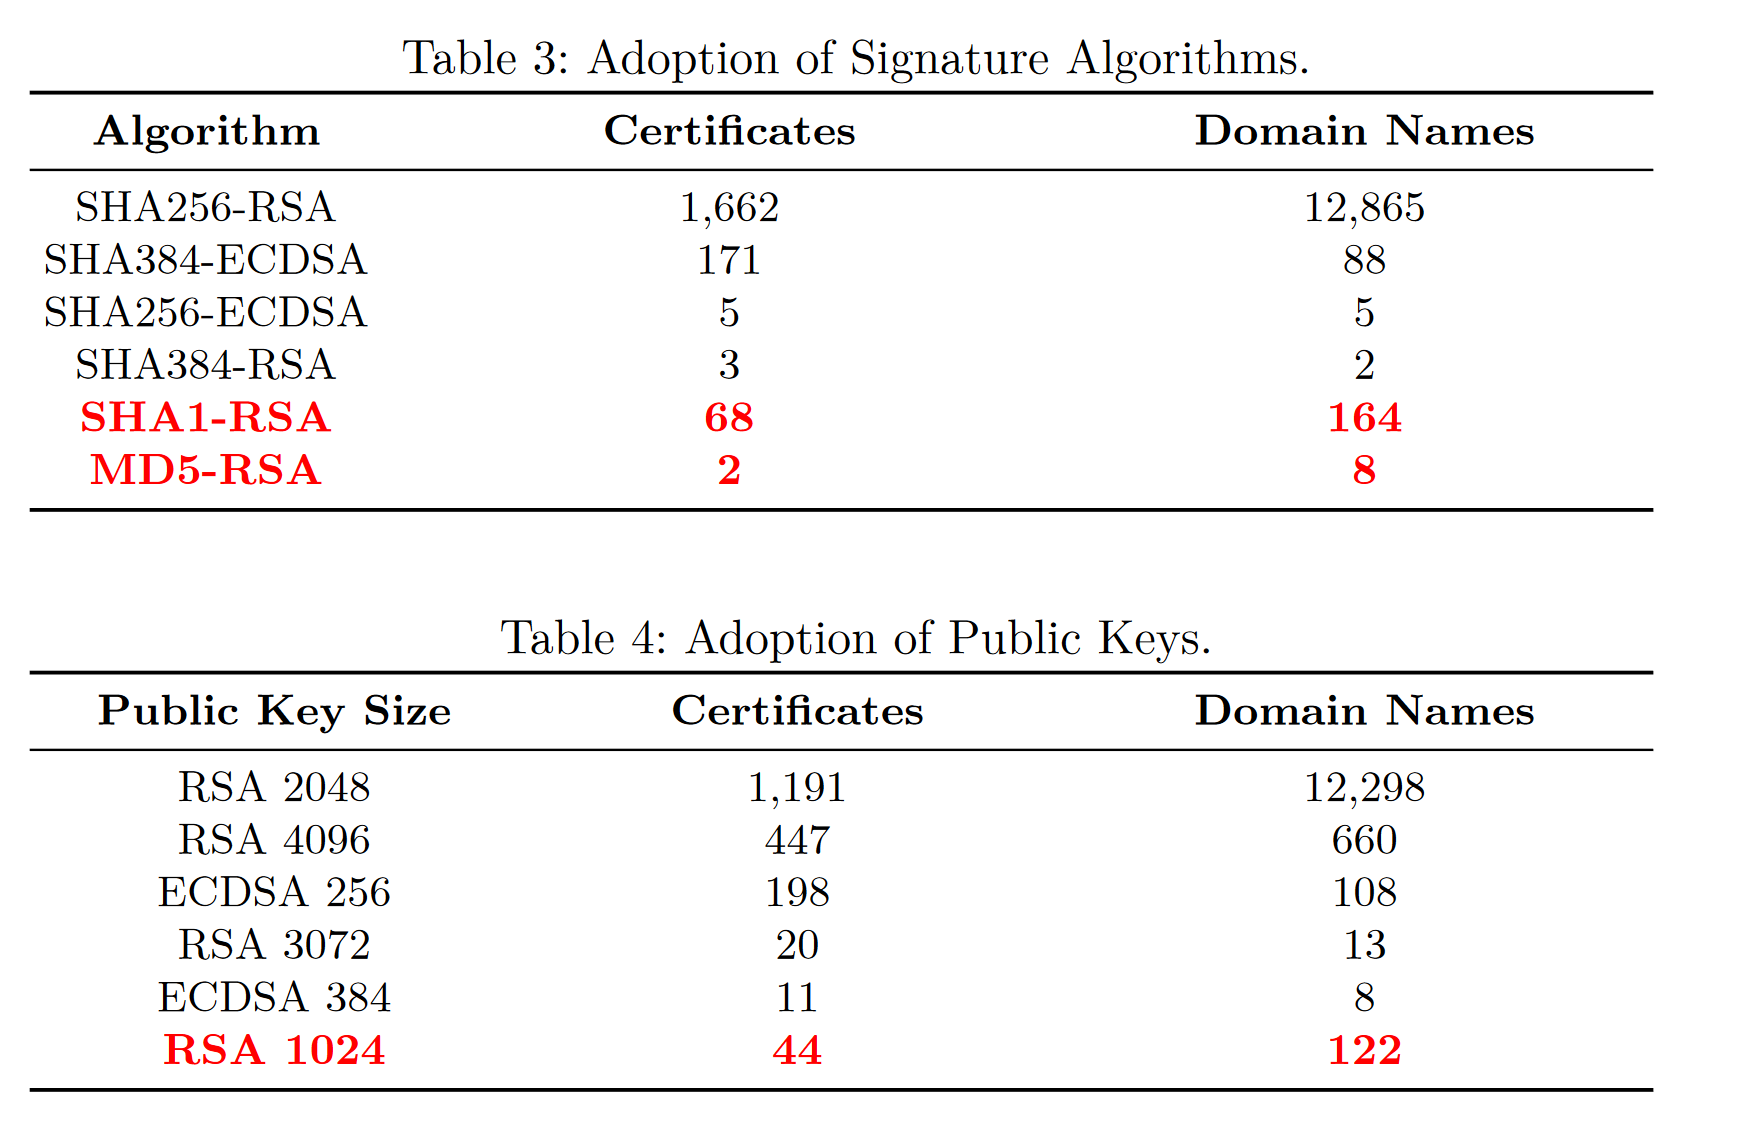 Table 3: Adoption of Signature Algorithms.
Algorithm Certificates Domain Names
SHA256-RSA 1,662 12,865
SHA384-ECDSA 171 88
SHA256-ECDSA 5 5
SHA384-RSA 3 2
SHA1-RSA 68 164
MD5-RSA 2 8
Table 4: Adoption of Public Keys.
Public Key Size Certificates Domain Names
RSA 2048 1,191 12,298
RSA 4096 447 660
ECDSA 256 198 108
RSA 3072 20 13
ECDSA 384 11 8
RSA 1024 44 122